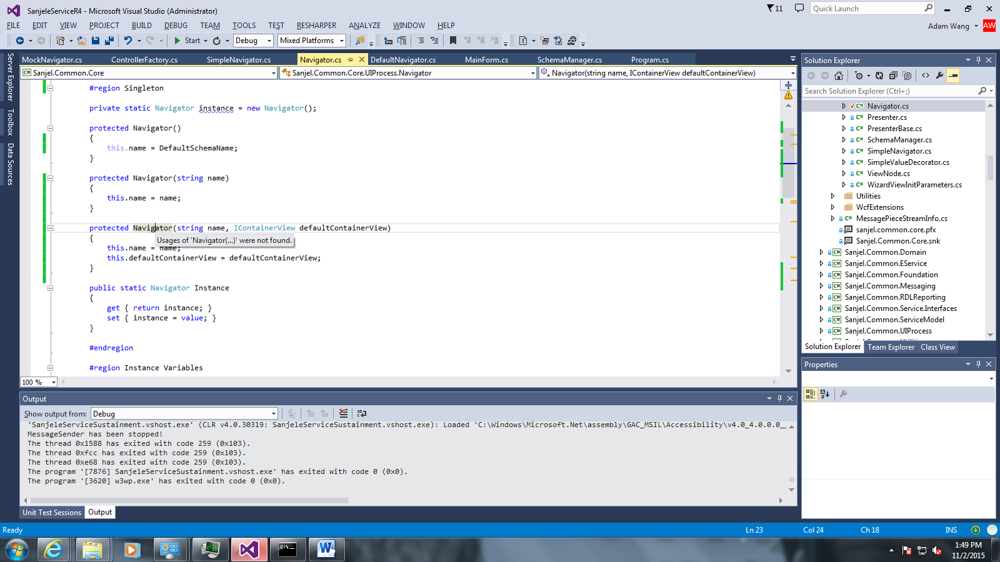 SanjeleServiceR4 - Microsoft Visual Studio (Administrator)
11
Quick Launch
FILE EDIT VIEW PROJECT BUILD DEBUG TEAM TOOLS TEST RESHARPER ANALYZE WINDOW HELP
Adam Wang AW
Start Debug Mixed Platforms
Server Explorer
Toolbox
Data Sources
MockNavigator.cs ControllerFactory.cs SimpleNavigator.cs Navigator.cs DefaultNavigator.cs MainForm.cs SchemaManager.cs Program.cs
Sanjel.Common.Core Sanjel.Common.Core.UIProcess.Navigator Navigator(string name, IContainerView defaultContainerView)
#region Singleton
private static Navigator instance = new Navigator();
protected Navigator()
{
this.name = DefaultSchemaName;
}
protected Navigator(string name)
{
this.name = name;
}
protected Navigator(string name, IContainerView defaultContainerView)
{
Usages of 'Navigator(...)' were not found.
this.name = name;
this.defaultContainerView = defaultContainerView;
}
public static Navigator Instance
{
get { return instance; }
set { instance = value; }
}
#endregion
#region Instance Variables
100 %
Output
Show output from: Debug
'SanjeleServiceSustainment.vshost.exe' (CLR v4.0.30319: SanjeleServiceSustainment.vshost.exe): Loaded 'C:\Windows\Microsoft.Net\assembly\GAC_MSIL\Accessibility\v4.0_4.0.0.0_
MessageSender has been stopped!
The thread 0x1588 has exited with code 259 (0x103).
The thread 0xfcc has exited with code 259 (0x103).
The thread 0xe68 has exited with code 259 (0x103).
The program '[7876] SanjeleServiceSustainment.vshost.exe' has exited with code 0 (0x0).
The program '[3620] w3wp.exe' has exited with code 0 (0x0).
Unit Test Sessions Output
Solution Explorer
Search Solution Explorer (Ctrl+;)
C# Navigator.cs
C# Presenter.cs
C# PresenterBase.cs
C# SchemaManager.cs
C# SimpleNavigator.cs
C# SimpleValueDecorator.cs
C# ViewNode.cs
C# WizardViewInitParameters.cs
Utilities
WcfExtensions
C# MessagePieceStreamInfo.cs
sanjel.common.core.pfx
Sanjel.Common.Core.snk
C# Sanjel.Common.Domain
C# Sanjel.Common.EService
C# Sanjel.Common.Foundation
C# Sanjel.Common.Messaging
C# Sanjel.Common.RDLReporting
C# Sanjel.Common.Service.Interfaces
C# Sanjel.Common.ServiceModel
C# Sanjel.Common.UIProcess
Solution Explorer Team Explorer Class View
Properties
Ready Ln 23 Col 24 Ch 18 INS
1:49 PM
11/2/2015